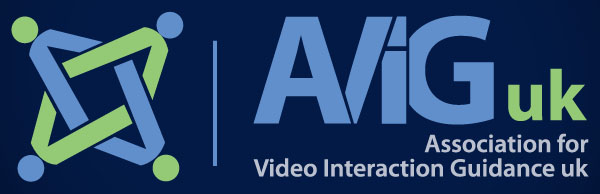 AViG uk
Association for
Video Interaction Guidance uk